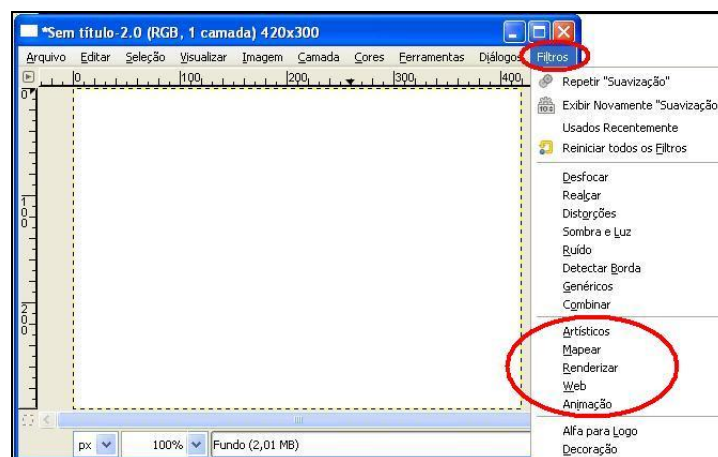 *Sem título-2.0 (RGB, 1 camada) 420x300
Arquivo Editar Seleção Visualizar Imagem Camada Cores Ferramentas Diálogos Filtros
0 100 200 300 400
0
100
200
Repetir "Suavização"
Exibir Novamente "Suavização
Usados Recentemente
Reiniciar todos os Filtros
Desfocar
Realçar
Distorções
Sombra e Luz
Ruído
Detectar Borda
Genéricos
Combinar
Artísticos
Mapear
Renderizar
Web
Animação
Alfa para Logo
Decoração
px 100% Fundo (2,01 MB)